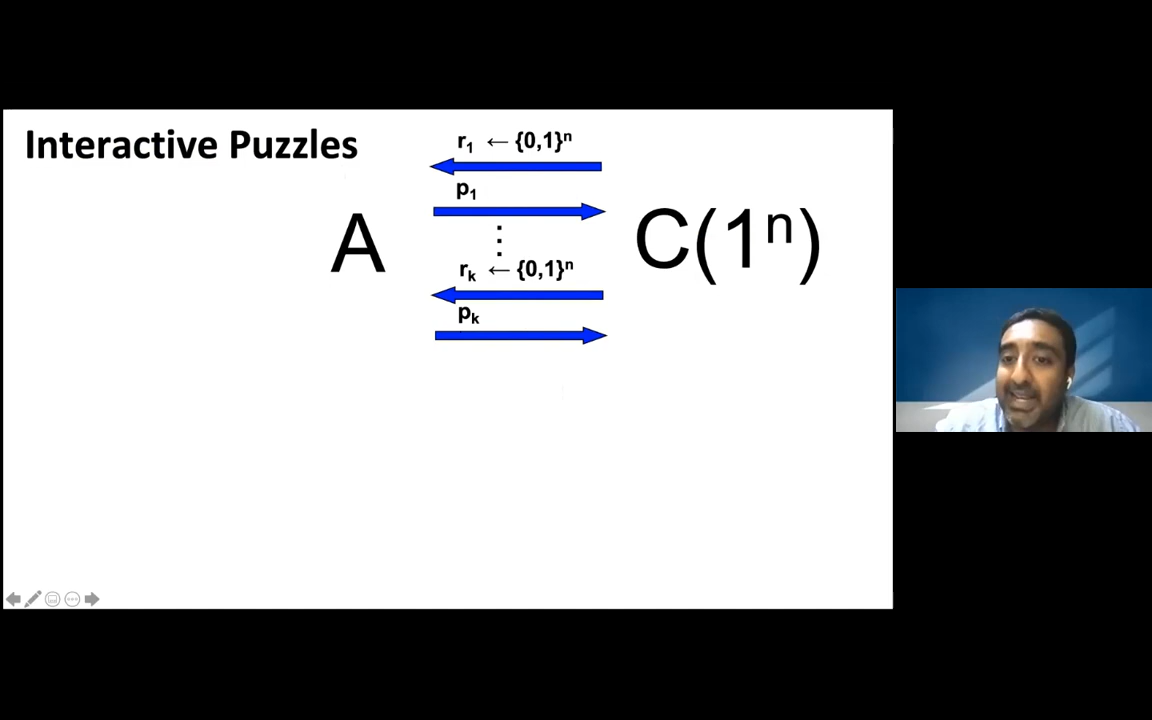 Interactive Puzzles
r₁ ← {0,1}ⁿ
p₁
A
C(1ⁿ)
⋮
rₖ ← {0,1}ⁿ
pₖ